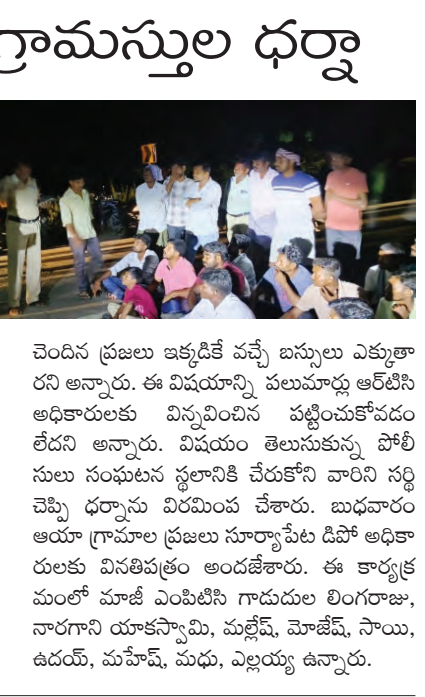 గ్రామస్తుల ధర్నా
చెందిన ప్రజలు ఇక్కడికే వచ్చే బస్సులు ఎక్కుతా
రని అన్నారు. ఈ విషయాన్ని పలుమార్లు ఆర్‌టిసి
అధికారులకు విన్నవించిన పట్టించుకోవడం
లేదని అన్నారు. విషయం తెలుసుకున్న పోలీ
సులు సంఘటన స్థలానికి చేరుకోని వారిని సర్థి
చెప్పి ధర్నాను విరమింప చేశారు. బుధవారం
ఆయా గ్రామాల ప్రజలు సూర్యాపేట డిపో అధికా
రులకు వినతిపత్రం అందజేశారు. ఈ కార్యక్ర
మంలో మాజీ ఎంపిటిసి గాడుదుల లింగరాజు,
నారగాని యాకస్వామి, మల్లేష్, మోజేష్, సాయి,
ఉదయ్, మహేష్, మధు, ఎల్లయ్య ఉన్నారు.